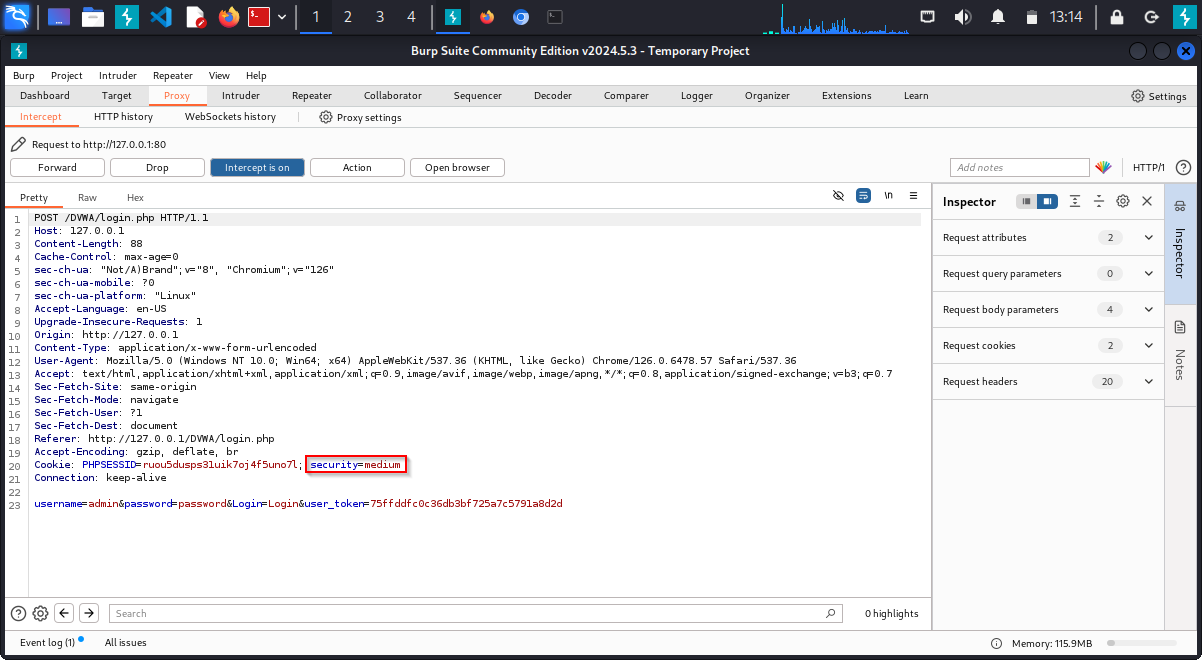 1 2 3 4 13:14
Burp Suite Community Edition v2024.5.3 - Temporary Project
Burp Project Intruder Repeater View Help
Dashboard Target Proxy Intruder Repeater Collaborator Sequencer Decoder Comparer Logger Organizer Extensions Learn Settings
Intercept HTTP history WebSockets history Proxy settings
Request to http://127.0.0.1:80
Forward Drop Intercept is on Action Open browser Add notes HTTP/1
Pretty Raw Hex \n
1 POST /DVWA/login.php HTTP/1.1
2 Host: 127.0.0.1
3 Content-Length: 88
4 Cache-Control: max-age=0
5 sec-ch-ua: "Not/A)Brand";v="8", "Chromium";v="126"
6 sec-ch-ua-mobile: ?0
7 sec-ch-ua-platform: "Linux"
8 Accept-Language: en-US
9 Upgrade-Insecure-Requests: 1
10 Origin: http://127.0.0.1
11 Content-Type: application/x-www-form-urlencoded
12 User-Agent: Mozilla/5.0 (Windows NT 10.0; Win64; x64) AppleWebKit/537.36 (KHTML, like Gecko) Chrome/126.0.6478.57 Safari/537.36
13 Accept: text/html,application/xhtml+xml,application/xml;q=0.9,image/avif,image/webp,image/apng,*/*;q=0.8,application/signed-exchange;v=b3;q=0.7
14 Sec-Fetch-Site: same-origin
15 Sec-Fetch-Mode: navigate
16 Sec-Fetch-User: ?1
17 Sec-Fetch-Dest: document
18 Referer: http://127.0.0.1/DVWA/login.php
19 Accept-Encoding: gzip, deflate, br
20 Cookie: PHPSESSID=ruou5dusps31uik7oj4f5uno7l; security=medium
21 Connection: keep-alive
22
23 username=admin&password=password&Login=Login&user_token=75ffddfc0c36db3bf725a7c5791a8d2d
Inspector
Request attributes 2
Request query parameters 0
Request body parameters 4
Request cookies 2
Request headers 20
Inspector
Notes
Search 0 highlights
Event log (1) All issues Memory: 115.9MB